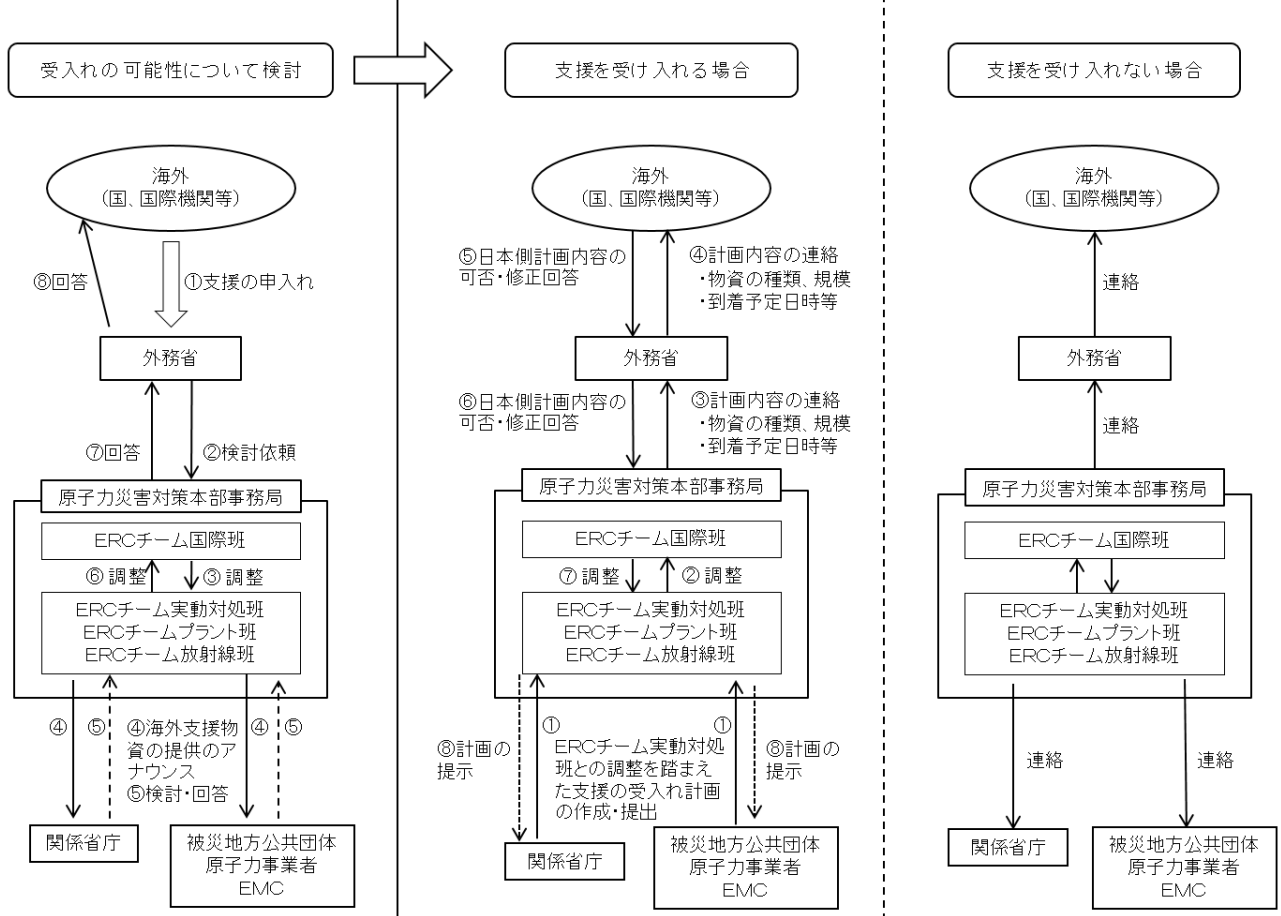 受入れの可能性について検討
海外
(国、国際機関等)
⑧回答
①支援の申入れ
外務省
⑦回答
②検討依頼
原子力災害対策本部事務局
ERCチーム国際班
⑥調整
③調整
ERCチーム実動対処班
ERCチームプラント班
ERCチーム放射線班
④
⑤
④海外支援物
資の提供のア
ナウンス
⑤検討・回答
④
⑤
関係省庁
被災地方公共団体
原子力事業者
EMC
支援を受け入れる場合
海外
(国、国際機関等)
⑤日本側計画内容の
可否・修正回答
④計画内容の連絡
・物資の種類、規模
・到着予定日時等
外務省
⑥日本側計画内容の
可否・修正回答
③計画内容の連絡
・物資の種類、規模
・到着予定日時等
原子力災害対策本部事務局
ERCチーム国際班
⑦調整
②調整
ERCチーム実動対処班
ERCチームプラント班
ERCチーム放射線班
⑧計画の
提示
①
ERCチーム実動対処
班との調整を踏まえ
た支援の受入れ計画
の作成・提出
①
⑧計画の
提示
関係省庁
被災地方公共団体
原子力事業者
EMC
支援を受け入れない場合
海外
(国、国際機関等)
連絡
外務省
連絡
原子力災害対策本部事務局
ERCチーム国際班
ERCチーム実動対処班
ERCチームプラント班
ERCチーム放射線班
連絡
連絡
関係省庁
被災地方公共団体
原子力事業者
EMC